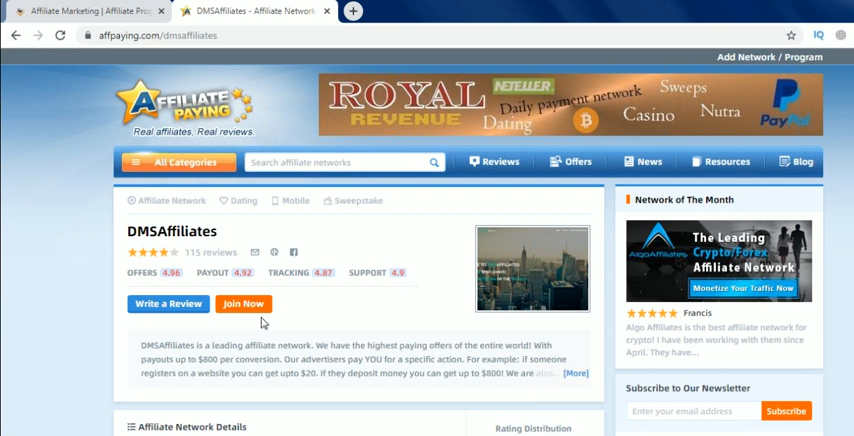 Affiliate Marketing | Affiliate Prog
DMSAffiliates - Affiliate Network
affpaying.com/dmsaffiliates
IQ
Add Network / Program
AFFILIATE PAYING
Real affiliates, Real reviews.
ROYAL REVENUE
NETELLER
Daily payment network
Dating
Sweeps
Casino
Nutra
PayPal
All Categories
Search affiliate networks
Reviews
Offers
News
Resources
Blog
Affiliate Network Dating Mobile Sweepstake
DMSAffiliates
115 reviews
OFFERS 4.96 PAYOUT 4.92 TRACKING 4.87 SUPPORT 4.9
Write a Review Join Now
DMSAffiliates is a leading affiliate network. We have the highest paying offers of the entire world! With
payouts up to $800 per conversion. Our advertisers pay YOU for a specific action. For example: if someone
registers on a website you can get upto $20. If they deposit money you can get up to $800! We are also... [More]
Affiliate Network Details
Rating Distribution
Network of The Month
AlgoAffiliates
The Leading
Crypto/Forex
Affiliate Network
Monetize Your Traffic Now
Francis
Algo Affiliates is the best affiliate network for
crypto! I have been working with them since
April. They have...
Subscribe to Our Newsletter
Enter your email address
Subscribe